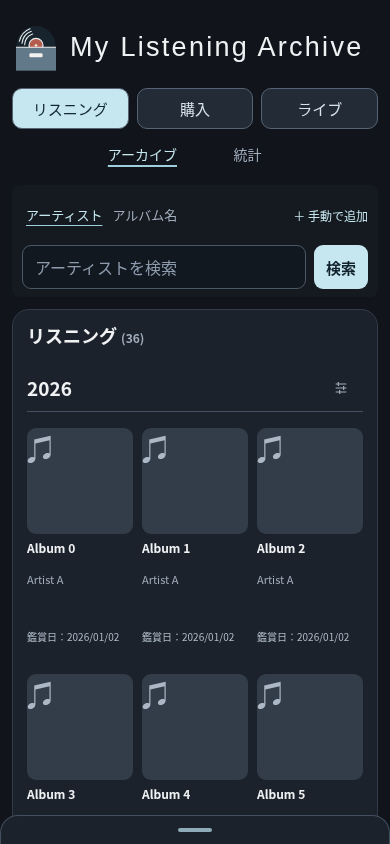 My Listening Archive
リスニング 購入 ライブ
アーカイブ 統計
アーティスト アルバム名 ＋ 手動で追加
アーティストを検索 検索
リスニング (36)
2026
Album 0 Album 1 Album 2
Artist A Artist A Artist A
鑑賞日：2026/01/02 鑑賞日：2026/01/02 鑑賞日：2026/01/02
Album 3 Album 4 Album 5